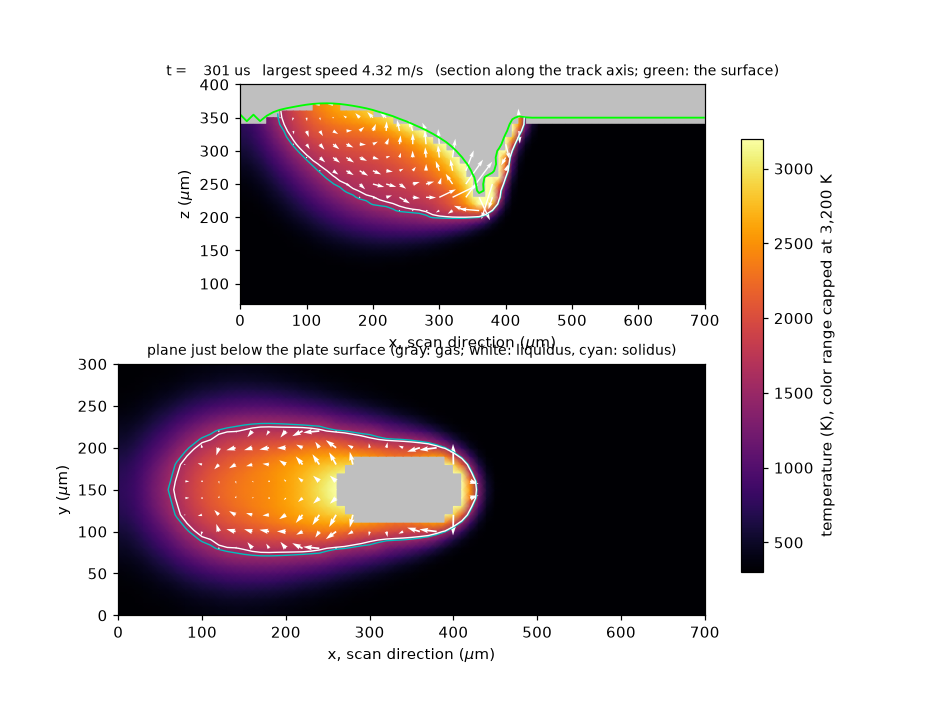 t =    301 us   largest speed 4.32 m/s   (section along the track axis; green: the surface)
400
350
300
250
200
150
100
z (μm)
0 100 200 300 400 500 600 700
x, scan direction (μm)
plane just below the plate surface (gray: gas; white: liquidus, cyan: solidus)
300
250
200
150
100
50
0
y (μm)
0 100 200 300 400 500 600 700
x, scan direction (μm)
3000
2500
2000
1500
1000
500
temperature (K), color range capped at 3,200 K